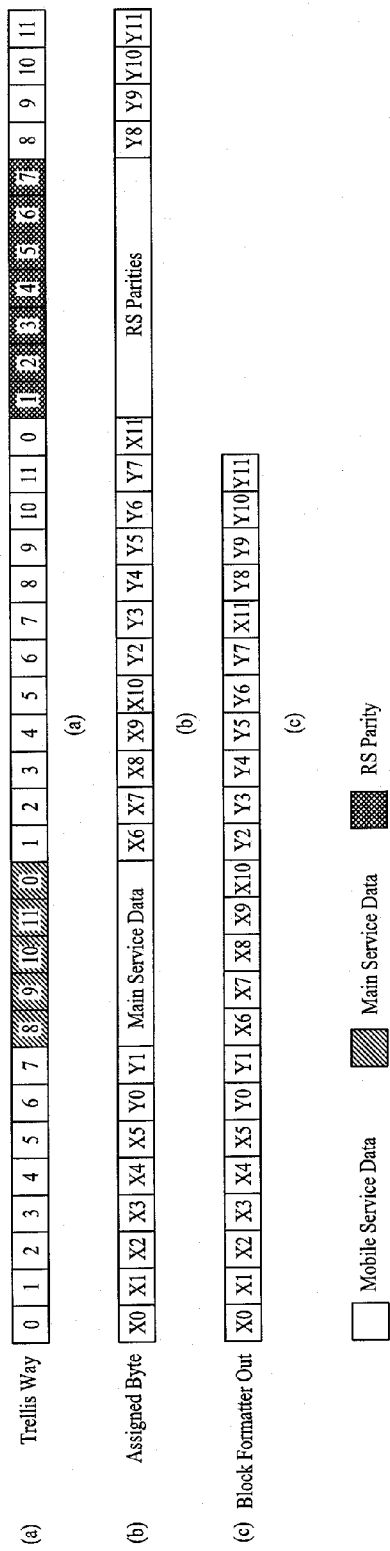 (a) Trellis Way 0 1 2 3 4 5 6 7 8 9 10 11 0 1 2 3 4 5 6 7 8 9 10 11 0 1 2 3 4 5 6 7 8 9 10 11
(a)
(b) Assigned Byte X0 X1 X2 X3 X4 X5 Y0 Y1 Main Service Data X6 X7 X8 X9 X10 Y2 Y3 Y4 Y5 Y6 Y7 X11 RS Parities Y8 Y9 Y10 Y11
(b)
(c) Block Formatter Out X0 X1 X2 X3 X4 X5 Y0 Y1 X6 X7 X8 X9 X10 Y2 Y3 Y4 Y5 Y6 Y7 X11 Y8 Y9 Y10 Y11
(c)
Mobile Service Data Main Service Data RS Parity